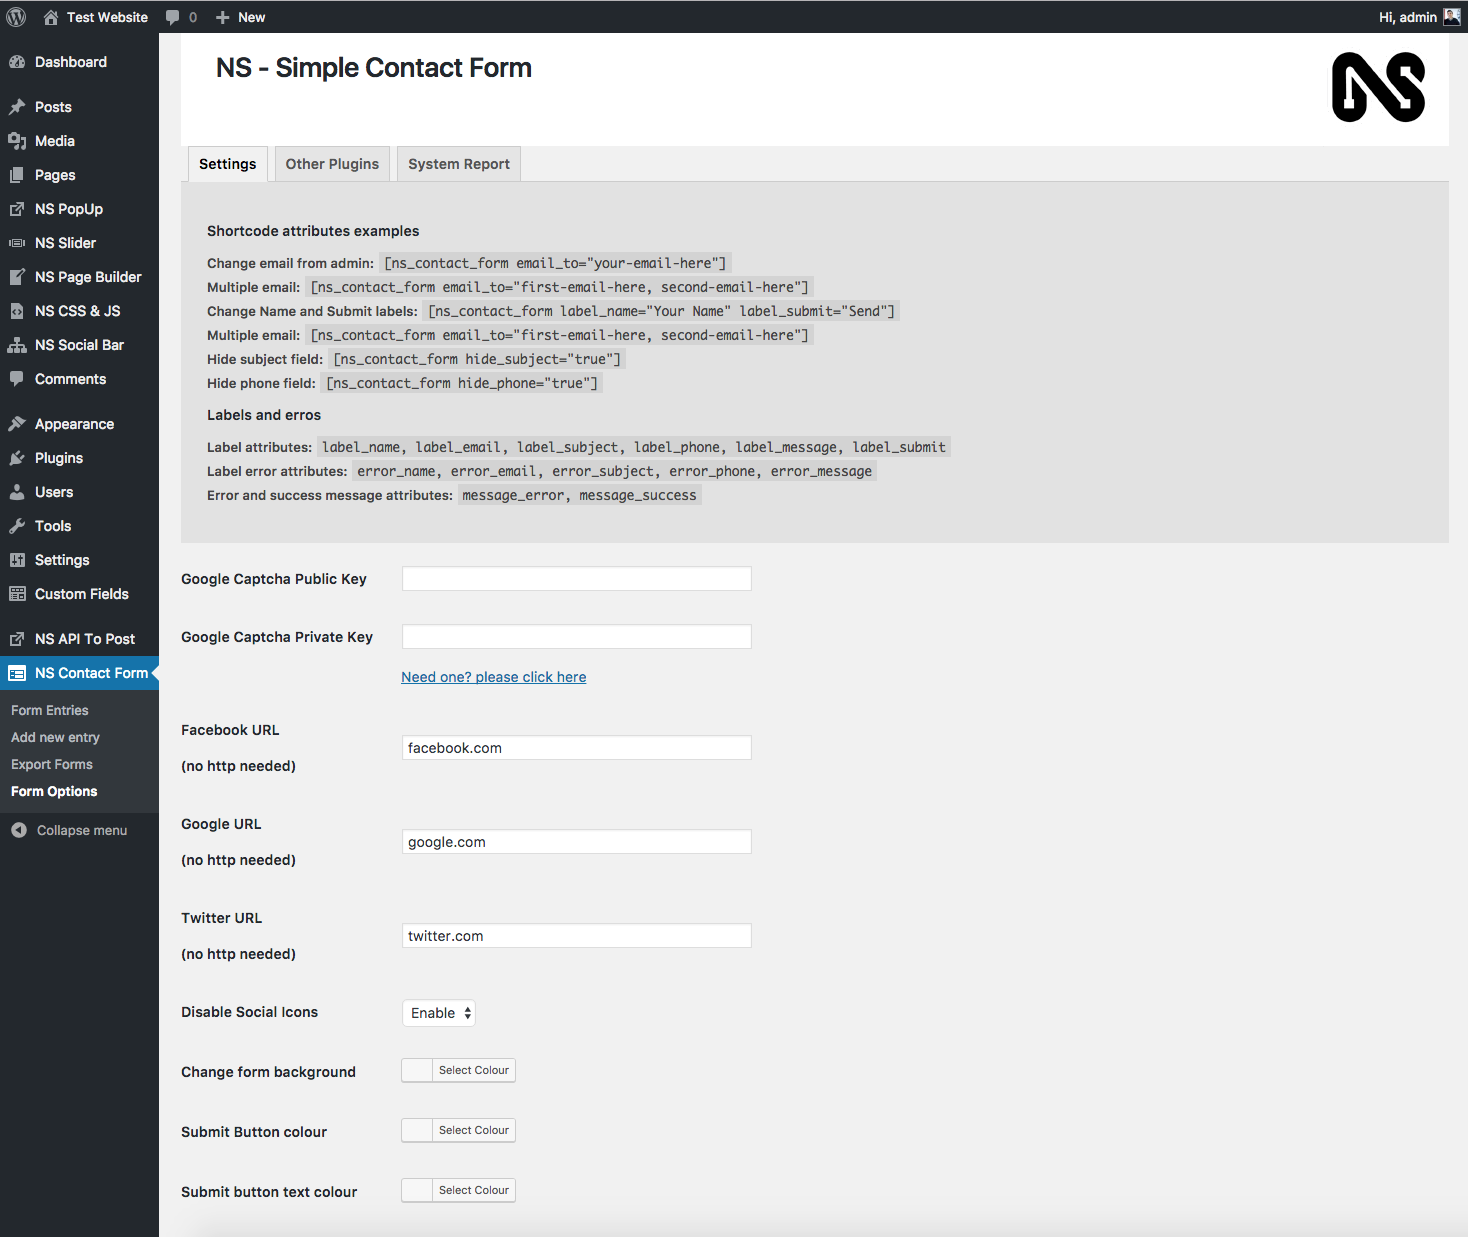 Test Website 0 New Hi, admin
Dashboard
Posts
Media
Pages
NS PopUp
NS Slider
NS Page Builder
NS CSS & JS
NS Social Bar
Comments
Appearance
Plugins
Users
Tools
Settings
Custom Fields
NS API To Post
NS Contact Form
Form Entries
Add new entry
Export Forms
Form Options
Collapse menu
NS - Simple Contact Form
NS
Settings Other Plugins System Report
Shortcode attributes examples
Change email from admin: [ns_contact_form email_to="your-email-here"]
Multiple email: [ns_contact_form email_to="first-email-here, second-email-here"]
Change Name and Submit labels: [ns_contact_form label_name="Your Name" label_submit="Send"]
Multiple email: [ns_contact_form email_to="first-email-here, second-email-here"]
Hide subject field: [ns_contact_form hide_subject="true"]
Hide phone field: [ns_contact_form hide_phone="true"]
Labels and erros
Label attributes: label_name, label_email, label_subject, label_phone, label_message, label_submit
Label error attributes: error_name, error_email, error_subject, error_phone, error_message
Error and success message attributes: message_error, message_success
Google Captcha Public Key
Google Captcha Private Key
Need one? please click here
Facebook URL
(no http needed)
facebook.com
Google URL
(no http needed)
google.com
Twitter URL
(no http needed)
twitter.com
Disable Social Icons Enable
Change form background Select Colour
Submit Button colour Select Colour
Submit button text colour Select Colour